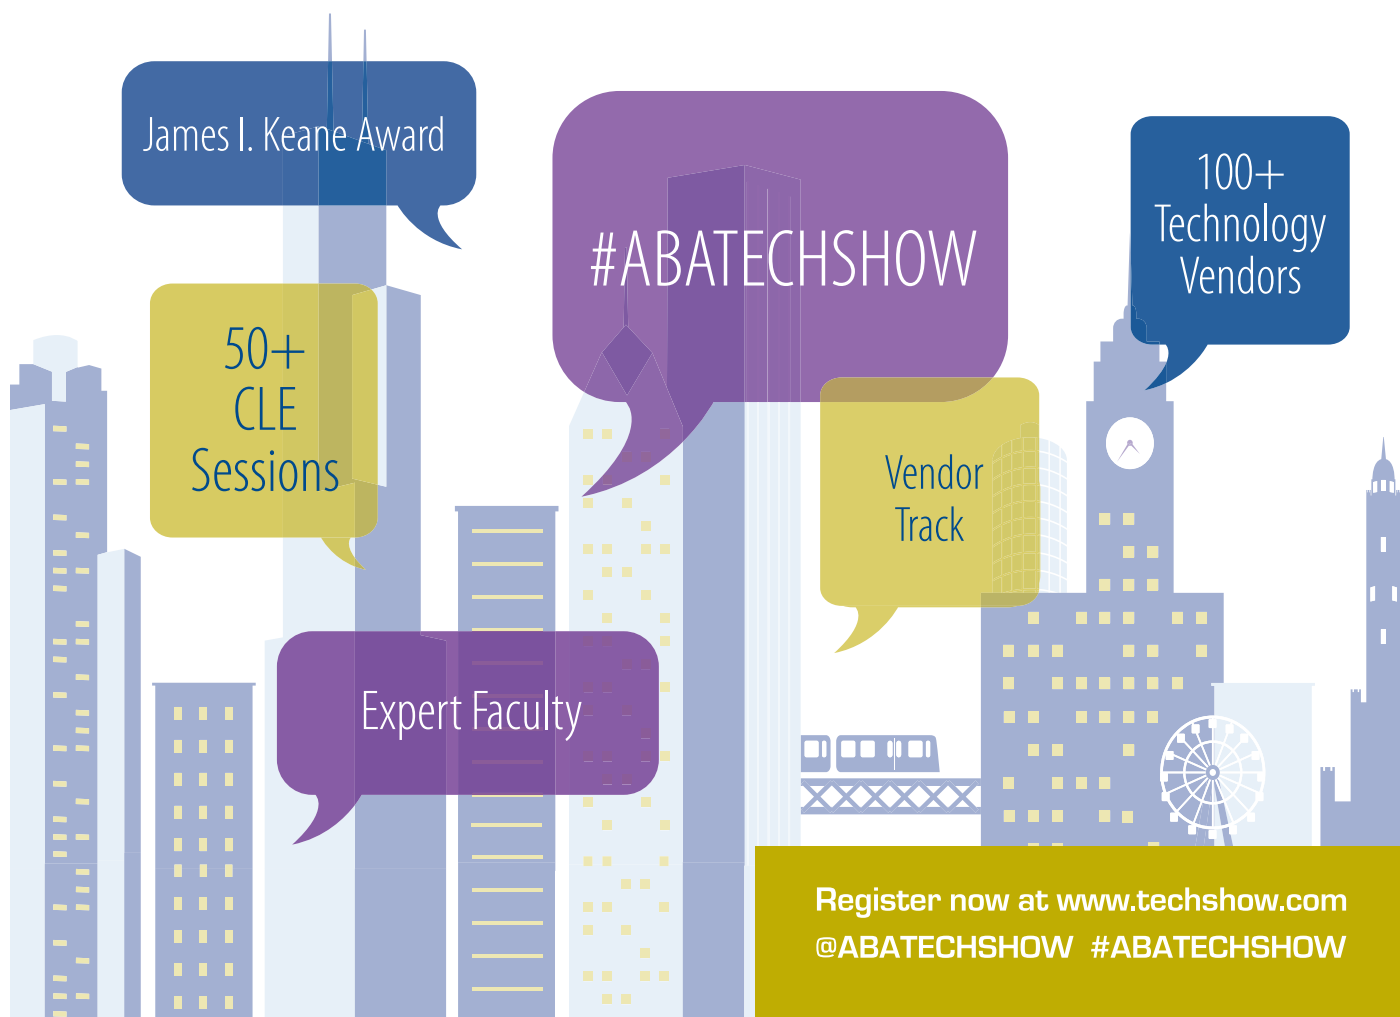 James I. Keane Award
#ABATECHSHOW
100+
Technology
Vendors
50+
CLE
Sessions
Vendor
Track
Expert Faculty
Register now at www.techshow.com
@ABATECHSHOW #ABATECHSHOW